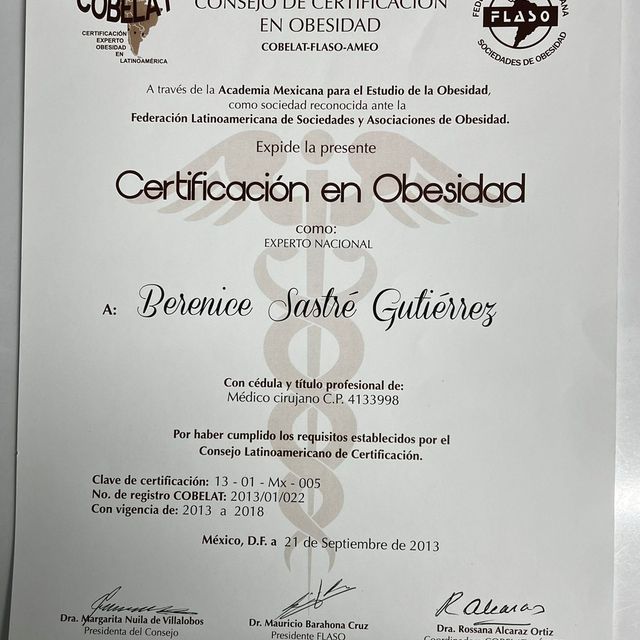 COBELAT
CERTIFICACIÓN
EXPERTO
OBESIDAD
EN
LATINOAMÉRICA
CONSEJO DE CERTIFICACIÓN
EN OBESIDAD
COBELAT-FLASO-AMEO
FLASO
SOCIEDADES DE OBESIDAD
A través de la Academia Mexicana para el Estudio de la Obesidad,
como sociedad reconocida ante la
Federación Latinoamericana de Sociedades y Asociaciones de Obesidad.
Expide la presente
Certificación en Obesidad
como:
EXPERTO NACIONAL
A: Berenice Sastré Gutiérrez
Con cédula y título profesional de:
Médico cirujano C.P. 4133998
Por haber cumplido los requisitos establecidos por el
Consejo Latinoamericano de Certificación.
Clave de certificación: 13 - 01 - Mx - 005
No. de registro COBELAT: 2013/01/022
Con vigencia de: 2013 a 2018
México, D.F. a 21 de Septiembre de 2013
R Alcaraz
Dra. Margarita Nuila de Villalobos
Presidenta del Consejo
Dr. Mauricio Barahona Cruz
Presidente FLASO
Dra. Rossana Alcaraz Ortiz